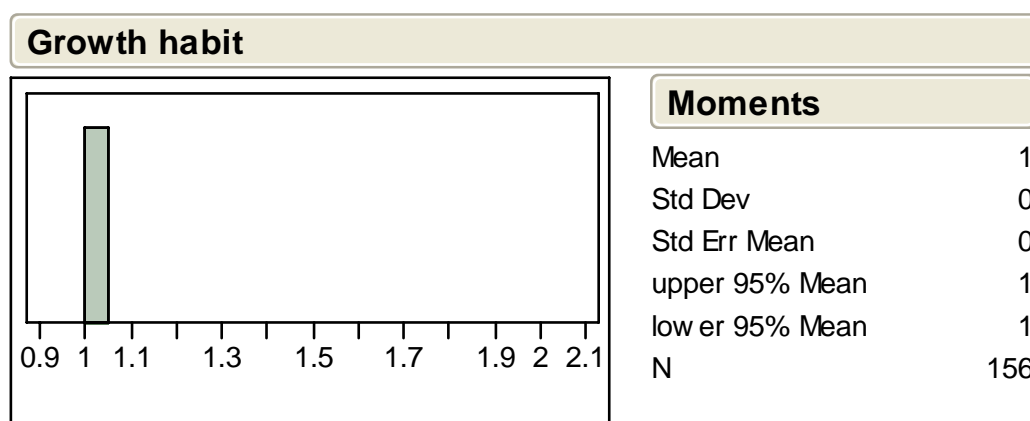 Growth habit
Moments
Mean 1
Std Dev 0
Std Err Mean 0
upper 95% Mean 1
low er 95% Mean 1
N 156
0.9 1 1.1 1.3 1.5 1.7 1.9 2 2.1